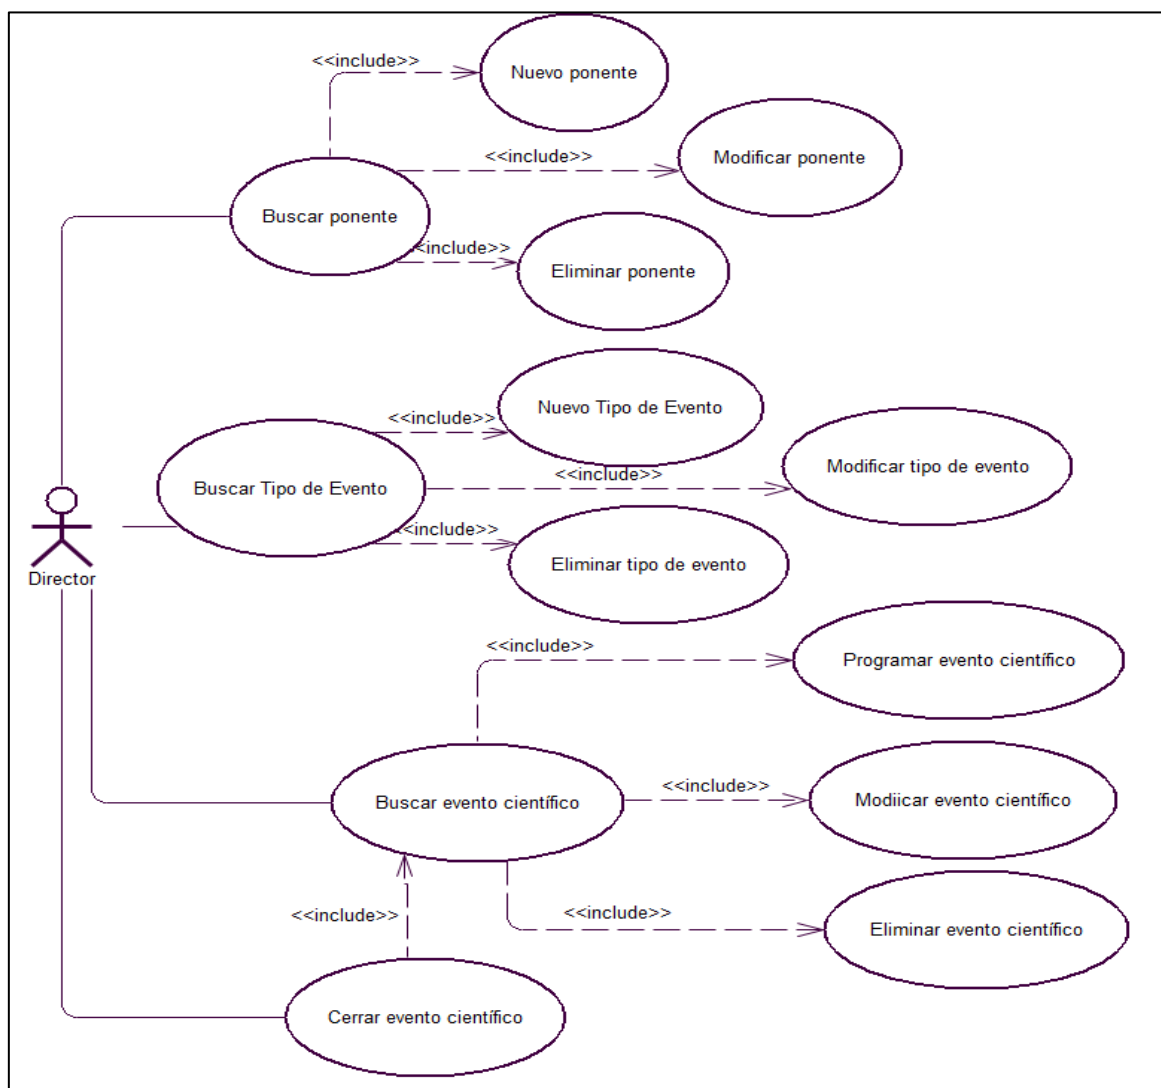 <<include>>
Nuevo ponente
<<include>>
Modificar ponente
Buscar ponente
<<include>>
Eliminar ponente
<<include>>
Nuevo Tipo de Evento
<<include>>
Modificar tipo de evento
Buscar Tipo de Evento
<<include>>
Eliminar tipo de evento
Director
<<include>>
Programar evento científico
<<include>>
Buscar evento científico
Modiicar evento científico
<<include>>
<<include>>
Eliminar evento científico
Cerrar evento científico